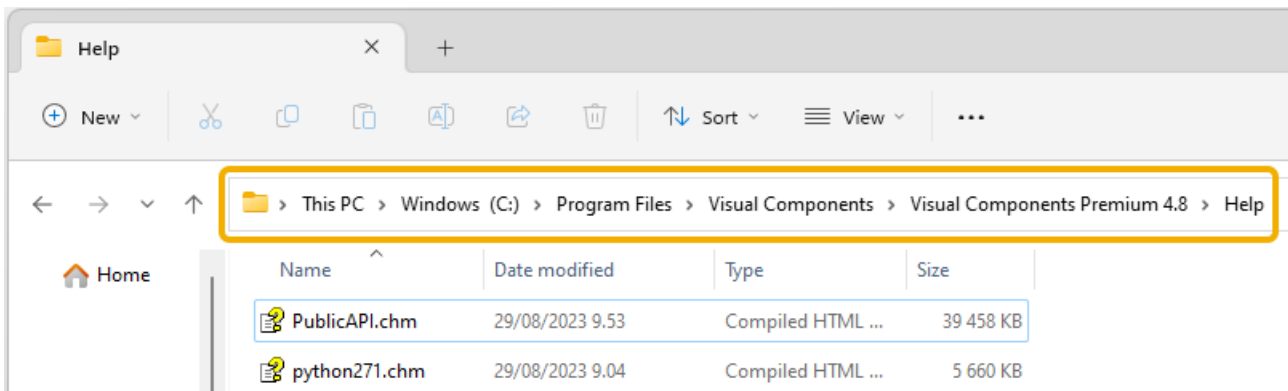 Help
New Sort View
This PC > Windows (C:) > Program Files > Visual Components > Visual Components Premium 4.8 > Help
Home
Name Date modified Type Size
PublicAPI.chm 29/08/2023 9.53 Compiled HTML ... 39 458 KB
python271.chm 29/08/2023 9.04 Compiled HTML ... 5 660 KB